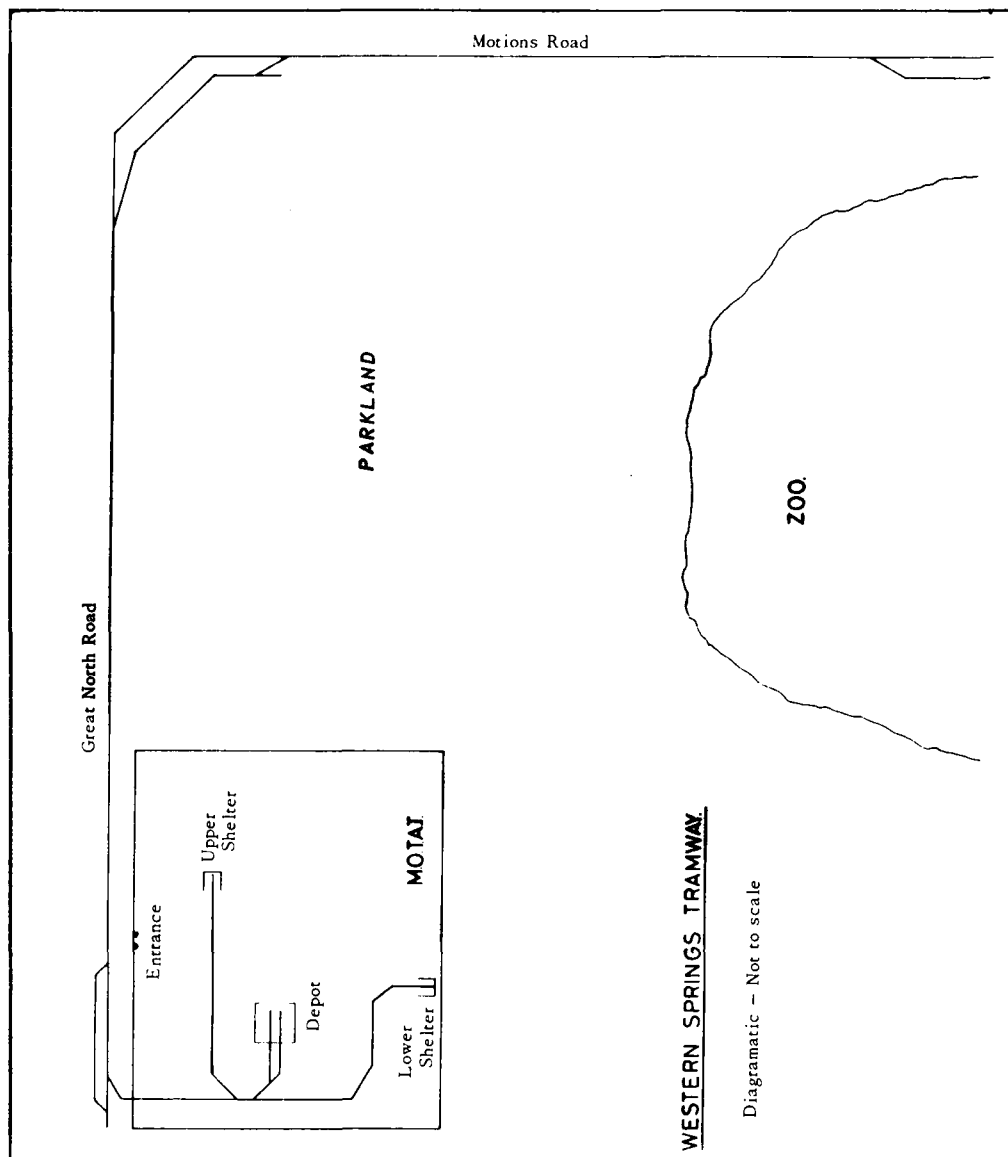 Motions Road
Great North Road
PARKLAND
ZOO.
Entrance
Upper
Shelter
Depot
Lower
Shelter
M.O.T.A.T.
WESTERN SPRINGS TRAMWAY.
Diagramatic – Not to scale